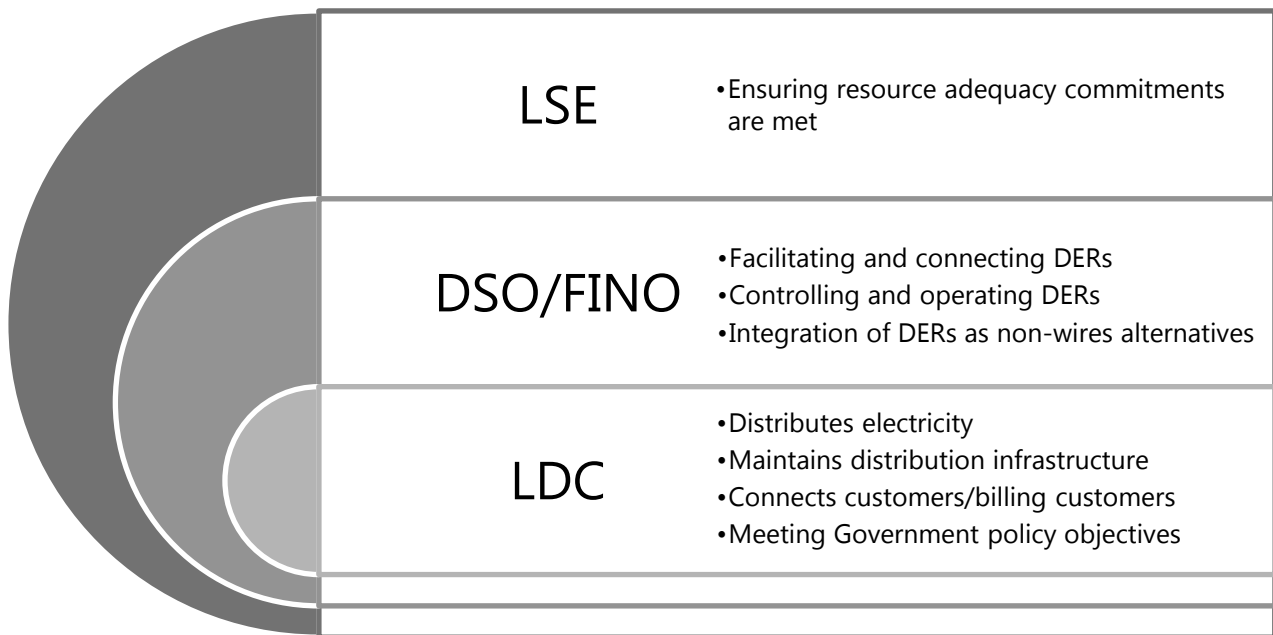 LSE
•Ensuring resource adequacy commitments
are met
DSO/FINO
•Facilitating and connecting DERs
•Controlling and operating DERs
•Integration of DERs as non-wires alternatives
LDC
•Distributes electricity
•Maintains distribution infrastructure
•Connects customers/billing customers
•Meeting Government policy objectives